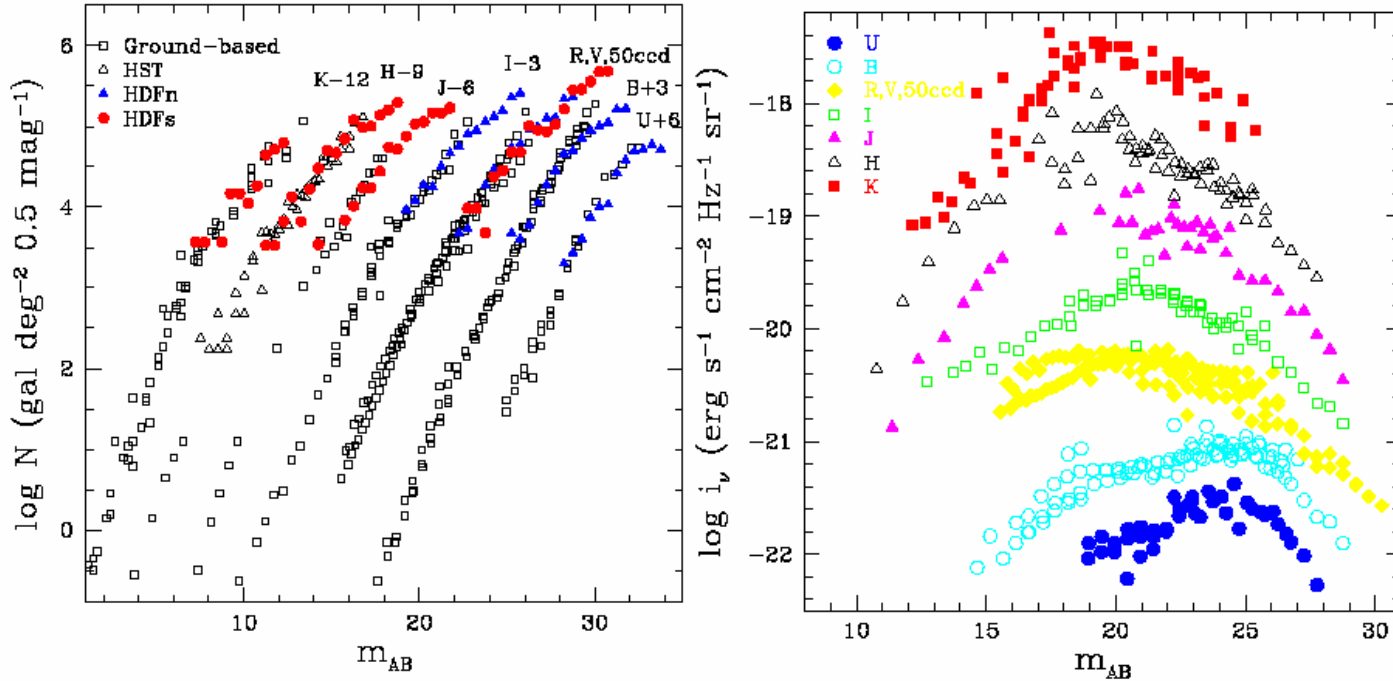 6
4
2
0
10
20
30
log N (gal deg⁻² 0.5 mag⁻¹)
m_AB
Ground-based
HST
HDFn
HDFs
K-12
H-9
J-6
I-3
R,V,50ccd
B+3
U+6
-18
-19
-20
-21
-22
10
15
20
25
30
log i_ν (erg s⁻¹ cm⁻² Hz⁻¹ sr⁻¹)
m_AB
U
B
R,V,50ccd
I
J
H
K